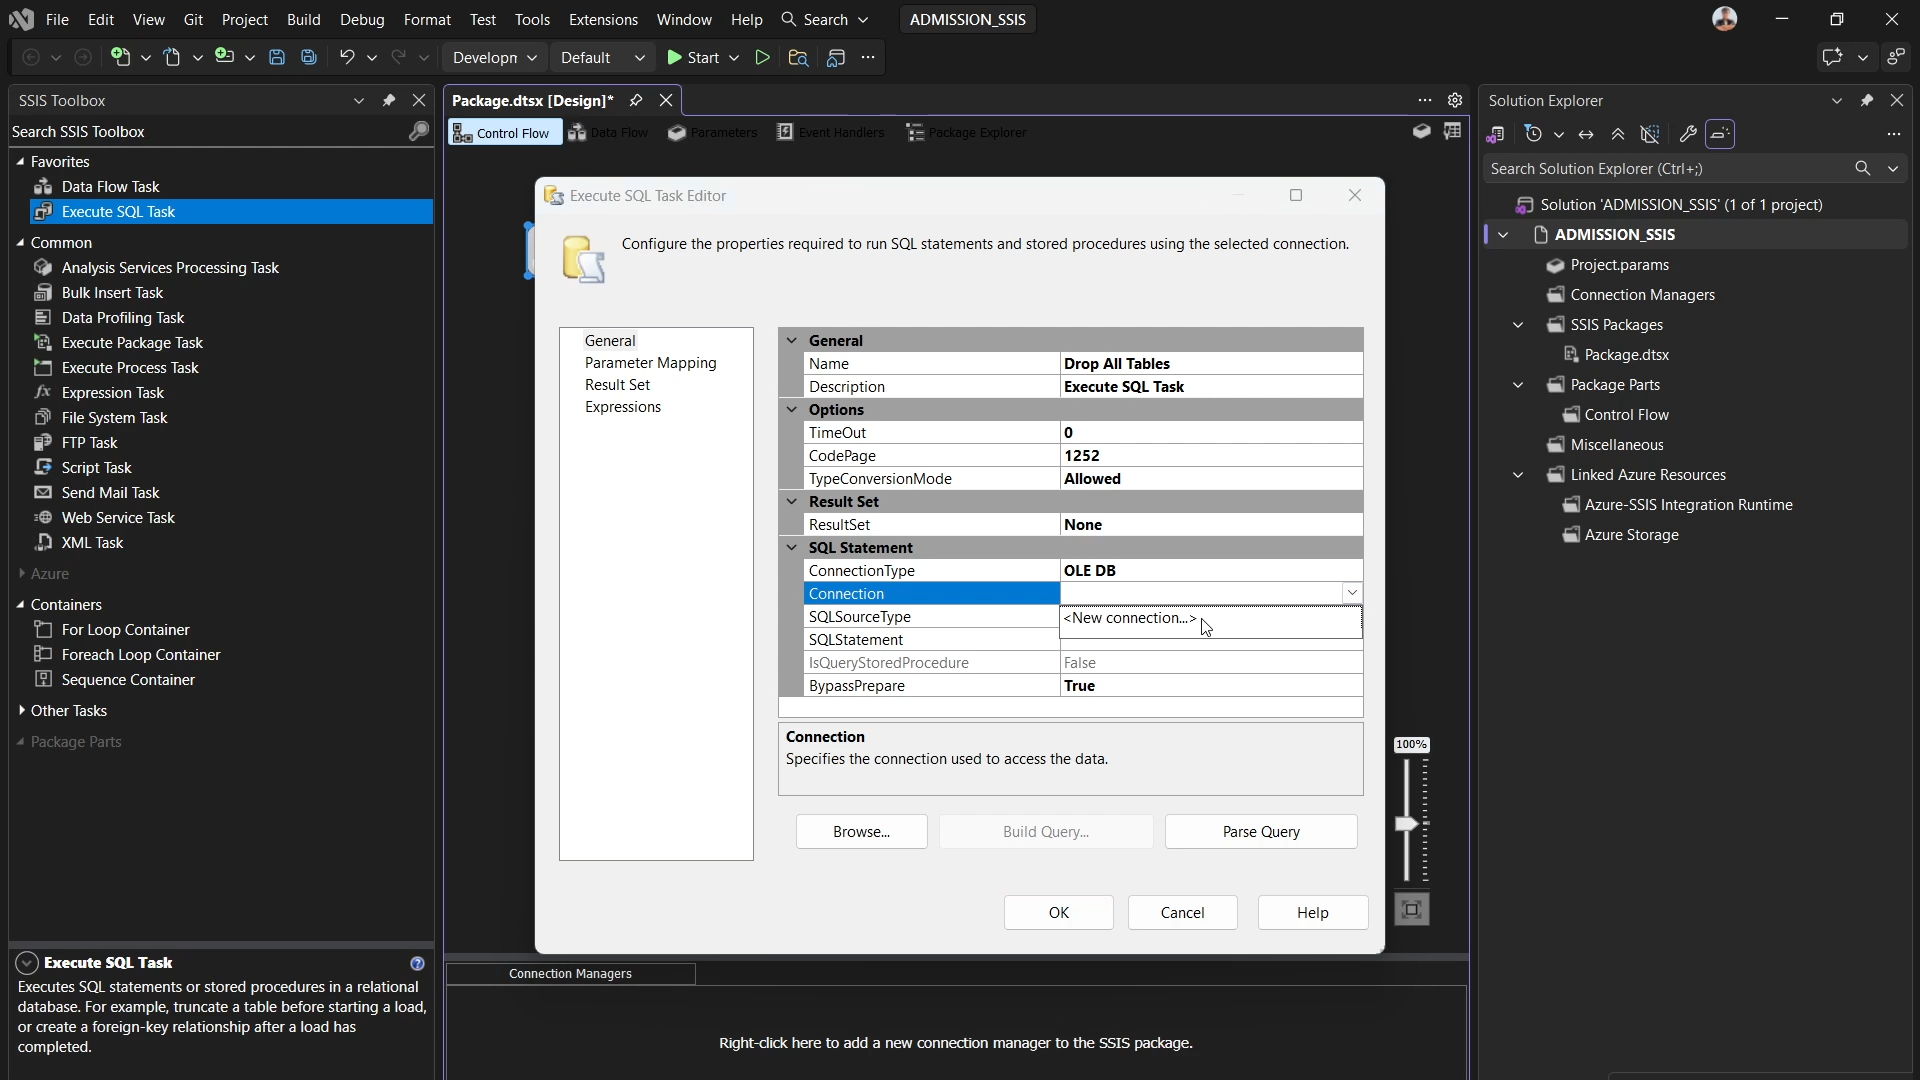 File Edit View Git Project Build Debug Format Test Tools Extensions Window Help Search ADMISSION_SSIS
Developm Default Start
SSIS Toolbox
Search SSIS Toolbox
Favorites
Data Flow Task
Execute SQL Task
Common
Analysis Services Processing Task
Bulk Insert Task
Data Profiling Task
Execute Package Task
Execute Process Task
Expression Task
File System Task
FTP Task
Script Task
Send Mail Task
Web Service Task
XML Task
Azure
Containers
For Loop Container
Foreach Loop Container
Sequence Container
Other Tasks
Package Parts
Execute SQL Task
Executes SQL statements or stored procedures in a relational
database. For example, truncate a table before starting a load,
or create a foreign-key relationship after a load has
completed.
Package.dtsx [Design]*
Control Flow Data Flow Parameters Event Handlers Package Explorer
Execute SQL Task Editor
Configure the properties required to run SQL statements and stored procedures using the selected connection.
General
Parameter Mapping
Result Set
Expressions
General
Name Drop All Tables
Description Execute SQL Task
Options
TimeOut 0
CodePage 1252
TypeConversionMode Allowed
Result Set
ResultSet None
SQL Statement
ConnectionType OLE DB
Connection
SQLSourceType <New connection...>
SQLStatement
IsQueryStoredProcedure False
BypassPrepare True
Connection
Specifies the connection used to access the data.
Browse... Build Query... Parse Query
OK Cancel Help
100%
Connection Managers
Right-click here to add a new connection manager to the SSIS package.
Solution Explorer
Search Solution Explorer (Ctrl+;)
Solution 'ADMISSION_SSIS' (1 of 1 project)
ADMISSION_SSIS
Project.params
Connection Managers
SSIS Packages
Package.dtsx
Package Parts
Control Flow
Miscellaneous
Linked Azure Resources
Azure-SSIS Integration Runtime
Azure Storage